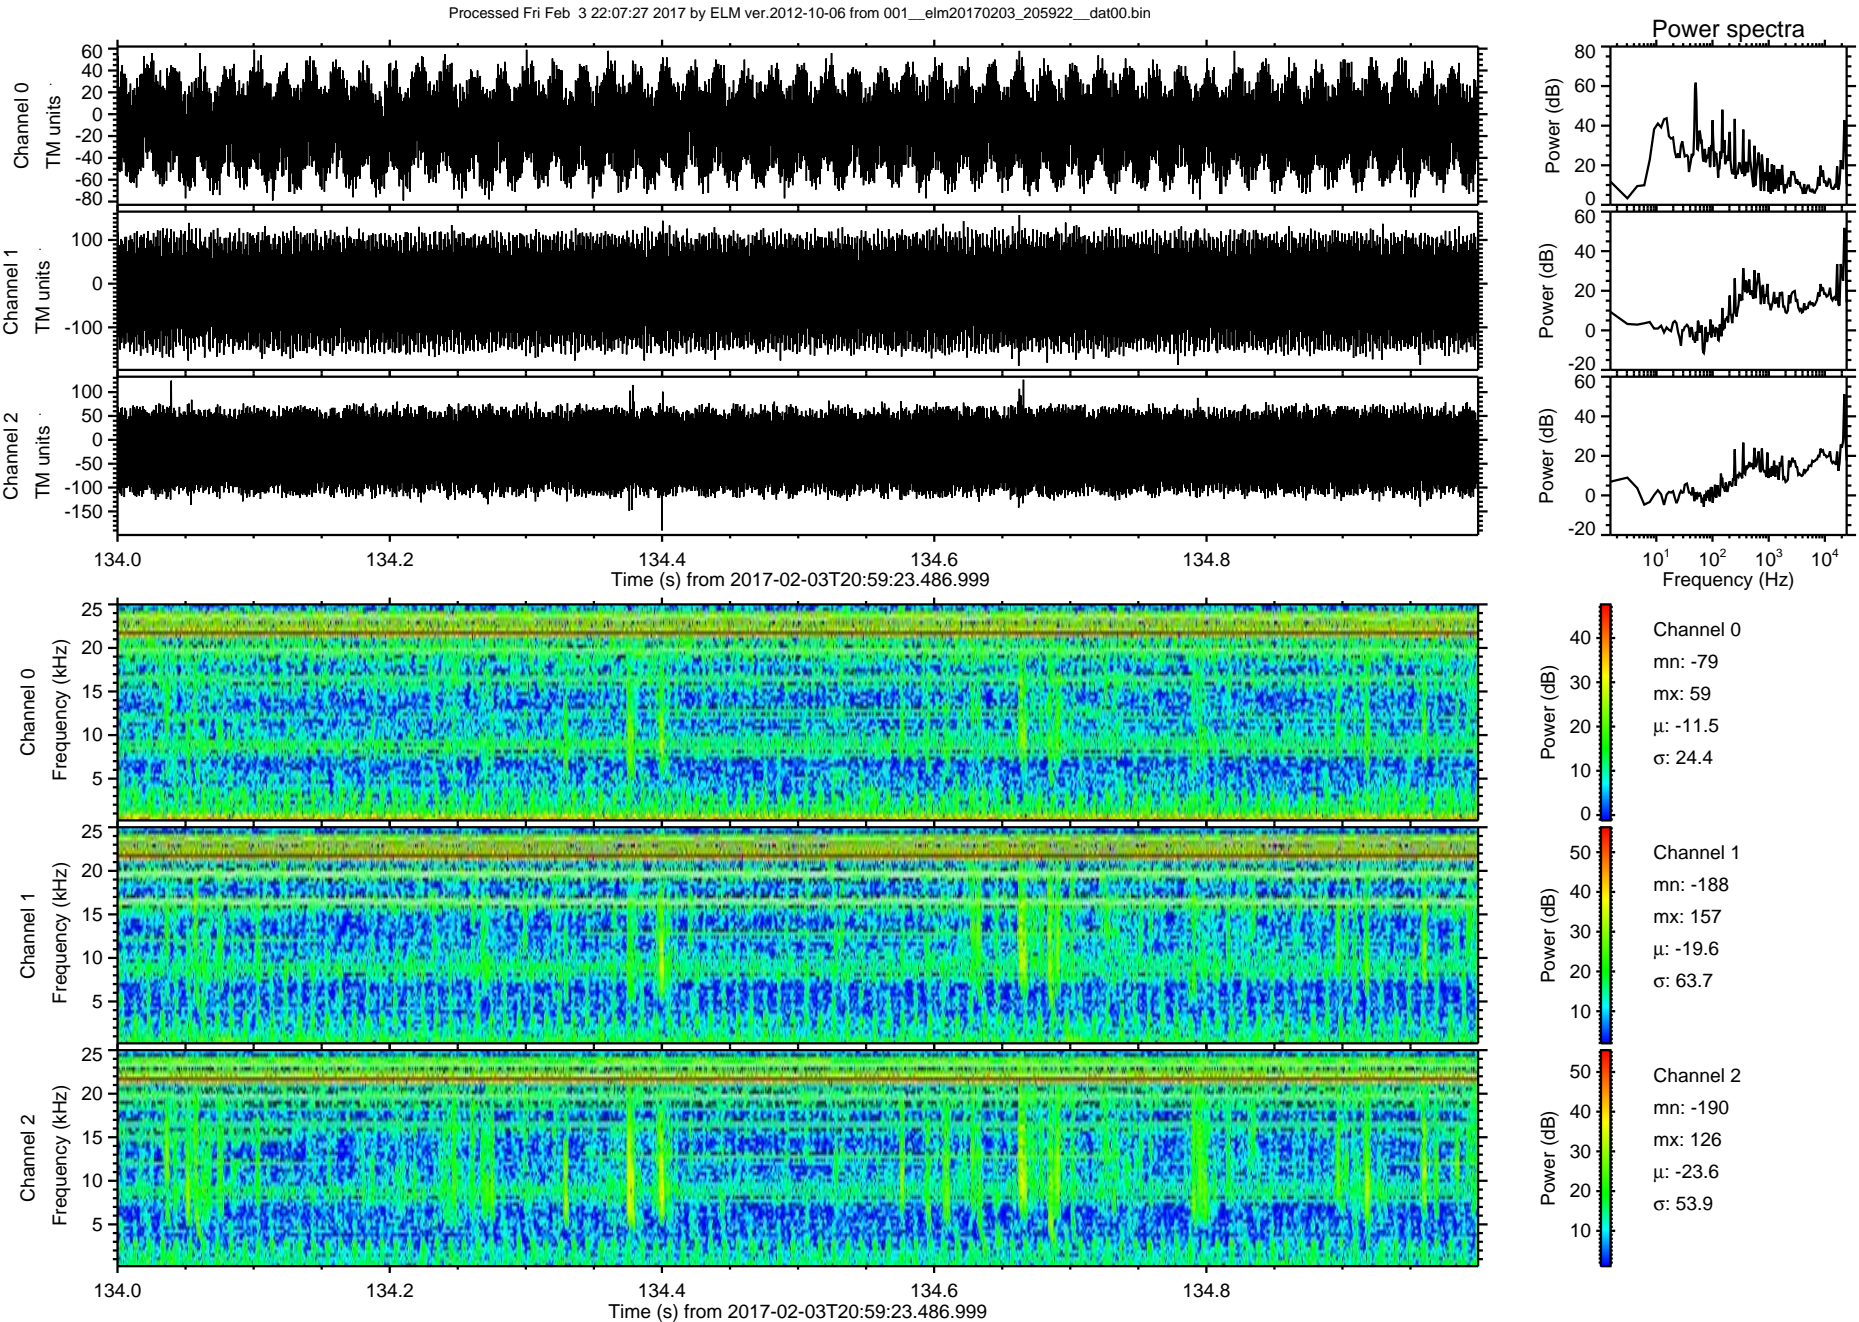 Processed Fri Feb  3 22:07:27 2017 by ELM ver.2012-10-06 from 001__elm20170203_205922__dat00.bin
Power spectra
Channel 0
TM units
60
40
20
0
-20
-40
-60
-80
Power (dB)
80
60
40
20
0
Channel 1
TM units
100
0
-100
Power (dB)
60
40
20
0
-20
Channel 2
TM units
100
50
0
-50
-100
-150
Power (dB)
60
40
20
0
-20
134.0 134.2 134.4 134.6 134.8
Time (s) from 2017-02-03T20:59:23.486.999
10^1 10^2 10^3 10^4
Frequency (Hz)
Channel 0
Frequency (kHz)
25
20
15
10
5
Power (dB)
40
30
20
10
0
Channel 0
mn: -79
mx: 59
μ: -11.5
σ: 24.4
Channel 1
Frequency (kHz)
25
20
15
10
5
Power (dB)
50
40
30
20
10
Channel 1
mn: -188
mx: 157
μ: -19.6
σ: 63.7
Channel 2
Frequency (kHz)
25
20
15
10
5
Power (dB)
50
40
30
20
10
Channel 2
mn: -190
mx: 126
μ: -23.6
σ: 53.9
134.0 134.2 134.4 134.6 134.8
Time (s) from 2017-02-03T20:59:23.486.999